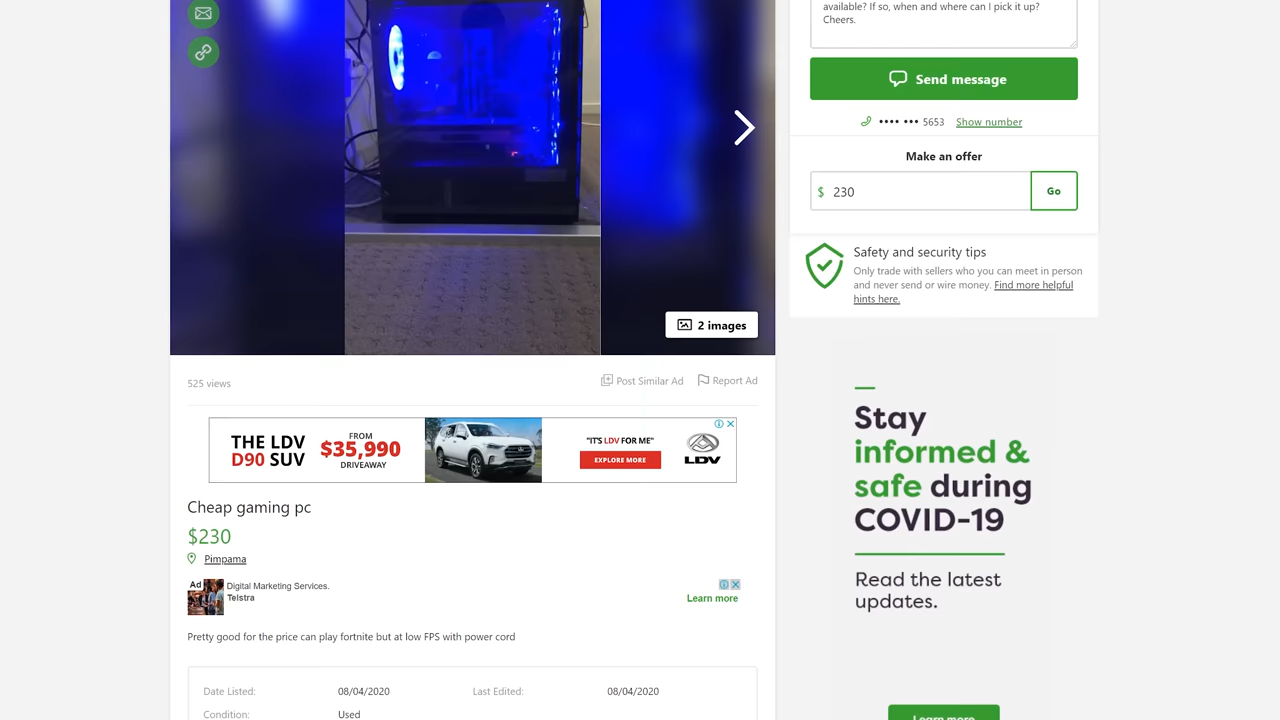 available? If so, when and where can I pick it up?
Cheers.
Send message
•••• ••• 5653 Show number
Make an offer
$ 230 Go
Safety and security tips
Only trade with sellers who you can meet in person
and never send or wire money. Find more helpful
hints here.
2 images
525 views
Post Similar Ad
Report Ad
THE LDV
D90 SUV
FROM
$35,990
DRIVEAWAY
"IT'S LDV FOR ME"
EXPLORE MORE
LDV
Cheap gaming pc
$230
Pimpama
Ad
Digital Marketing Services.
Telstra
Learn more
Pretty good for the price can play fortnite but at low FPS with power cord
Date Listed: 08/04/2020 Last Edited: 08/04/2020
Condition: Used
Stay
informed &
safe during
COVID-19
Read the latest
updates.
Learn more